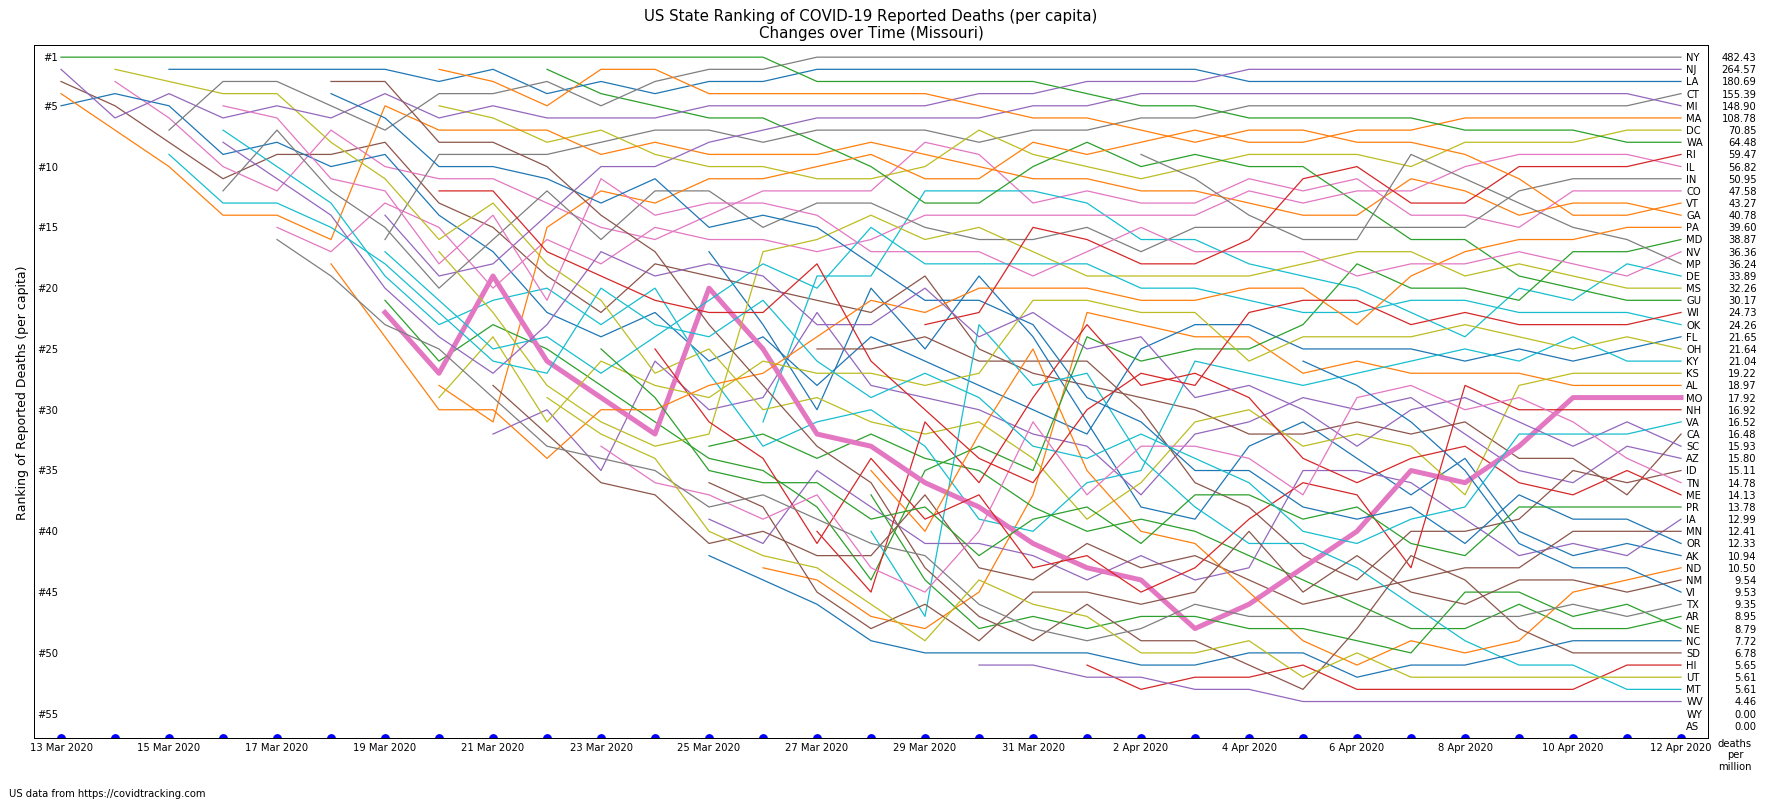 US State Ranking of COVID-19 Reported Deaths (per capita)
Changes over Time (Missouri)
Ranking of Reported Deaths (per capita)
#1
#5
#10
#15
#20
#25
#30
#35
#40
#45
#50
#55
NY 482.43
NJ 264.57
LA 180.69
CT 155.39
MI 148.90
MA 108.78
DC 70.85
WA 64.48
RI 59.47
IL 56.82
IN 50.95
CO 47.58
VT 43.27
GA 40.78
PA 39.60
MD 38.87
NV 36.36
MP 36.24
DE 33.89
MS 32.26
GU 30.17
WI 24.73
OK 24.26
FL 21.65
OH 21.64
KY 21.04
KS 19.22
AL 18.97
MO 17.92
NH 16.92
VA 16.52
CA 16.48
SC 15.93
AZ 15.80
ID 15.11
TN 14.78
ME 14.13
PR 13.78
IA 12.99
MN 12.41
OR 12.33
AK 10.94
ND 10.50
NM 9.54
VI 9.53
TX 9.35
AR 8.95
NE 8.79
NC 7.72
SD 6.78
HI 5.65
UT 5.61
MT 5.61
WV 4.46
WY 0.00
AS 0.00
13 Mar 2020 15 Mar 2020 17 Mar 2020 19 Mar 2020 21 Mar 2020 23 Mar 2020 25 Mar 2020 27 Mar 2020 29 Mar 2020 31 Mar 2020 2 Apr 2020 4 Apr 2020 6 Apr 2020 8 Apr 2020 10 Apr 2020 12 Apr 2020
deaths
per
million
US data from https://covidtracking.com